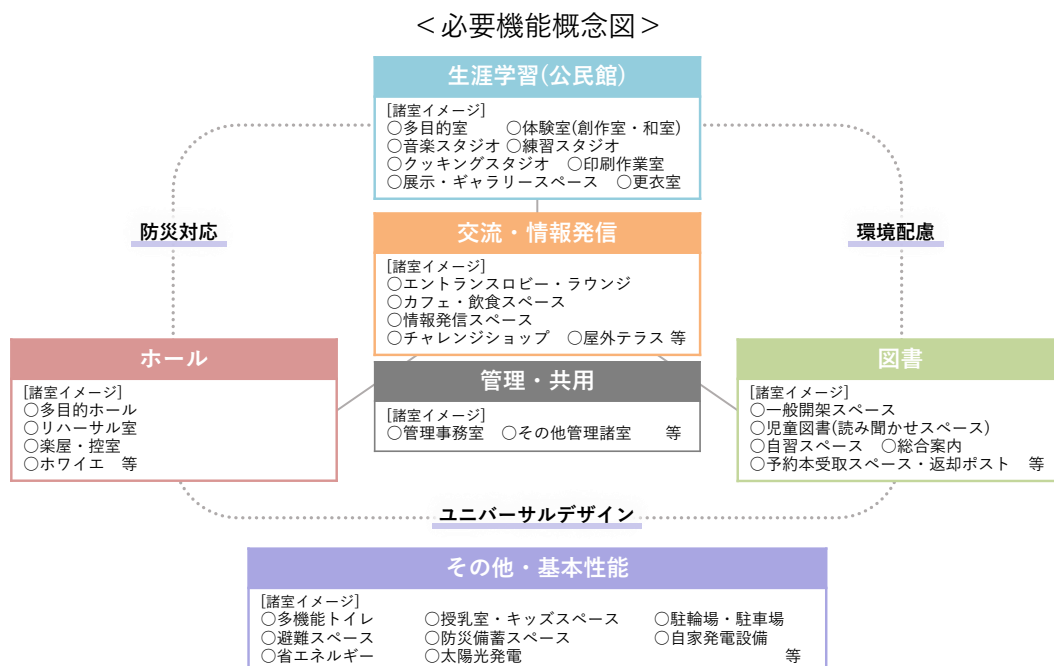 ＜必要機能概念図＞
生涯学習(公民館)
[諸室イメージ]
○多目的室　○体験室(創作室・和室)
○音楽スタジオ ○練習スタジオ
○クッキングスタジオ　○印刷作業室
○展示・ギャラリースペース　○更衣室
防災対応
環境配慮
交流・情報発信
[諸室イメージ]
○エントランスロビー・ラウンジ
○カフェ・飲食スペース
○情報発信スペース
○チャレンジショップ　○屋外テラス 等
ホール
[諸室イメージ]
○多目的ホール
○リハーサル室
○楽屋・控室
○ホワイエ　等
管理・共用
[諸室イメージ]
○管理事務室　○その他管理諸室　等
図書
[諸室イメージ]
○一般開架スペース
○児童図書(読み聞かせスペース)
○自習スペース　○総合案内
○予約本受取スペース・返却ポスト　等
ユニバーサルデザイン
その他・基本性能
[諸室イメージ]
○多機能トイレ　○授乳室・キッズスペース　○駐輪場・駐車場
○避難スペース　○防災備蓄スペース　○自家発電設備
○省エネルギー　○太陽光発電　等